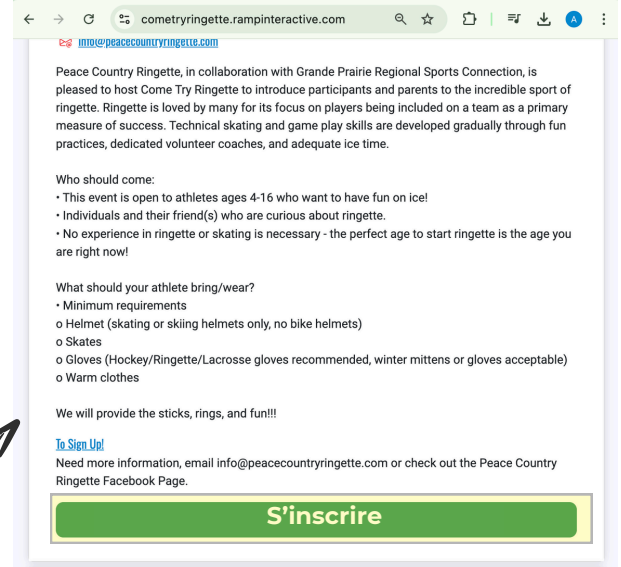 cometryringette.rampinteractive.com
A
info@peacecountryringette.com
Peace Country Ringette, in collaboration with Grande Prairie Regional Sports Connection, is
pleased to host Come Try Ringette to introduce participants and parents to the incredible sport of
ringette. Ringette is loved by many for its focus on players being included on a team as a primary
measure of success. Technical skating and game play skills are developed gradually through fun
practices, dedicated volunteer coaches, and adequate ice time.
Who should come:
• This event is open to athletes ages 4-16 who want to have fun on ice!
• Individuals and their friend(s) who are curious about ringette.
• No experience in ringette or skating is necessary - the perfect age to start ringette is the age you
are right now!
What should your athlete bring/wear?
• Minimum requirements
o Helmet (skating or skiing helmets only, no bike helmets)
o Skates
o Gloves (Hockey/Ringette/Lacrosse gloves recommended, winter mittens or gloves acceptable)
o Warm clothes
We will provide the sticks, rings, and fun!!!
To Sign Up!
Need more information, email info@peacecountryringette.com or check out the Peace Country
Ringette Facebook Page.
S’inscrire